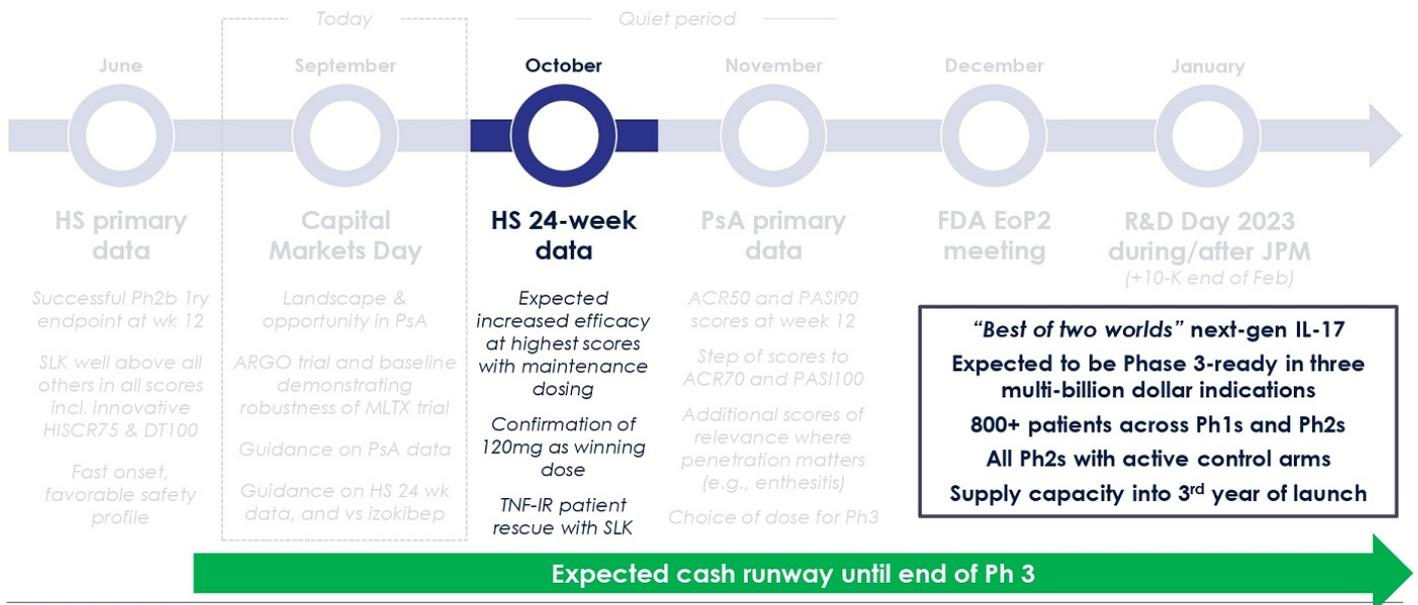 Today
Quiet period
June
September
October
November
December
January
HS primary
data
Successful Ph2b 1ry
endpoint at wk 12
SLK well above all
others in all scores
incl. innovative
HISCR75 & DT100
Fast onset,
favorable safety
profile
Capital
Markets Day
Landscape &
opportunity in PsA
ARGO trial and baseline
demonstrating
robustness of MLTX trial
Guidance on PsA data
Guidance on HS 24 wk
data, and vs izokibep
HS 24-week
data
Expected
increased efficacy
at highest scores
with maintenance
dosing
Confirmation of
120mg as winning
dose
TNF-IR patient
rescue with SLK
PsA primary
data
ACR50 and PASI90
scores at week 12
Step of scores to
ACR70 and PASI100
Additional scores of
relevance where
penetration matters
(e.g., enthesitis)
Choice of dose for Ph3
FDA EoP2
meeting
R&D Day 2023
during/after JPM
(+10-K end of Feb)
“Best of two worlds” next-gen IL-17
Expected to be Phase 3-ready in three
multi-billion dollar indications
800+ patients across Ph1s and Ph2s
All Ph2s with active control arms
Supply capacity into 3rd year of launch
Expected cash runway until end of Ph 3